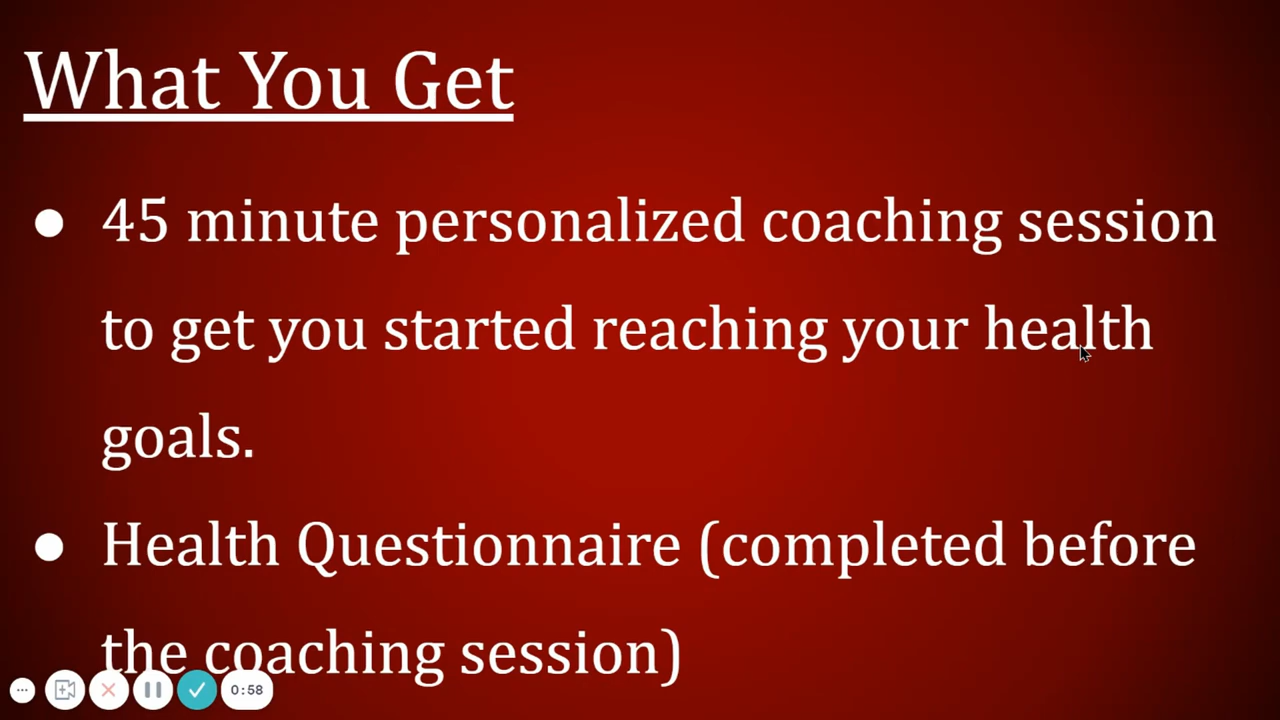 What You Get
● 45 minute personalized coaching session
to get you started reaching your health
goals.
● Health Questionnaire (completed before
the coaching session)
0:58